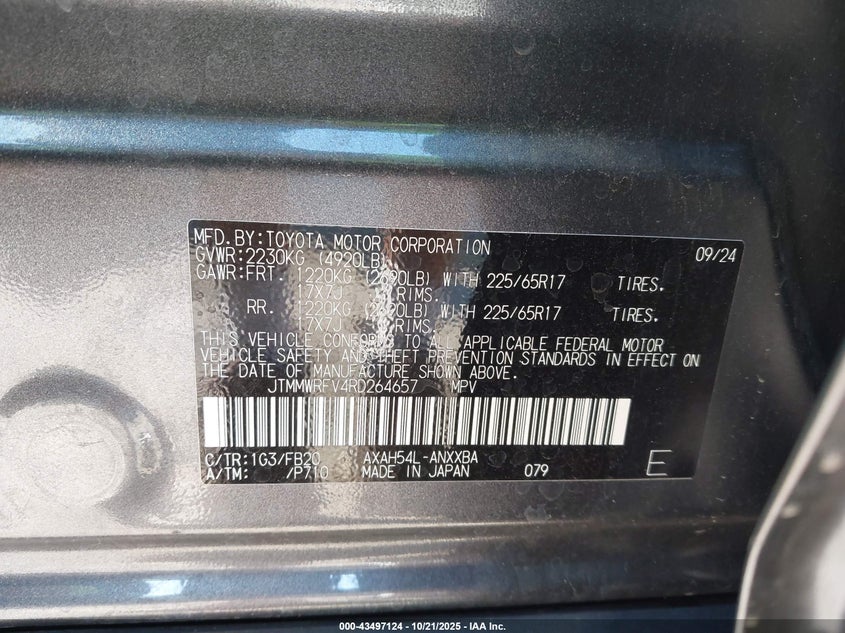 MFD. BY: TOYOTA MOTOR CORPORATION 09/24
GVWR: 2230KG (4920LB)
GAWR: FRT. 1220KG (2690LB) WITH 225/65R17 TIRES.
17X7J RIMS.
RR. 1220KG (2690LB) WITH 225/65R17 TIRES.
17X7J RIMS.
THIS VEHICLE CONFORMS TO ALL APPLICABLE FEDERAL MOTOR
VEHICLE SAFETY AND THEFT PREVENTION STANDARDS IN EFFECT ON
THE DATE OF MANUFACTURE SHOWN ABOVE.
JTMMWRFV4RD264657 MPV
C/TR: 1G3/FB20 AXAH54L-ANXXBA
A/TM: /P710 MADE IN JAPAN 079 E
000-43497124 - 10/21/2025 - IAA Inc.